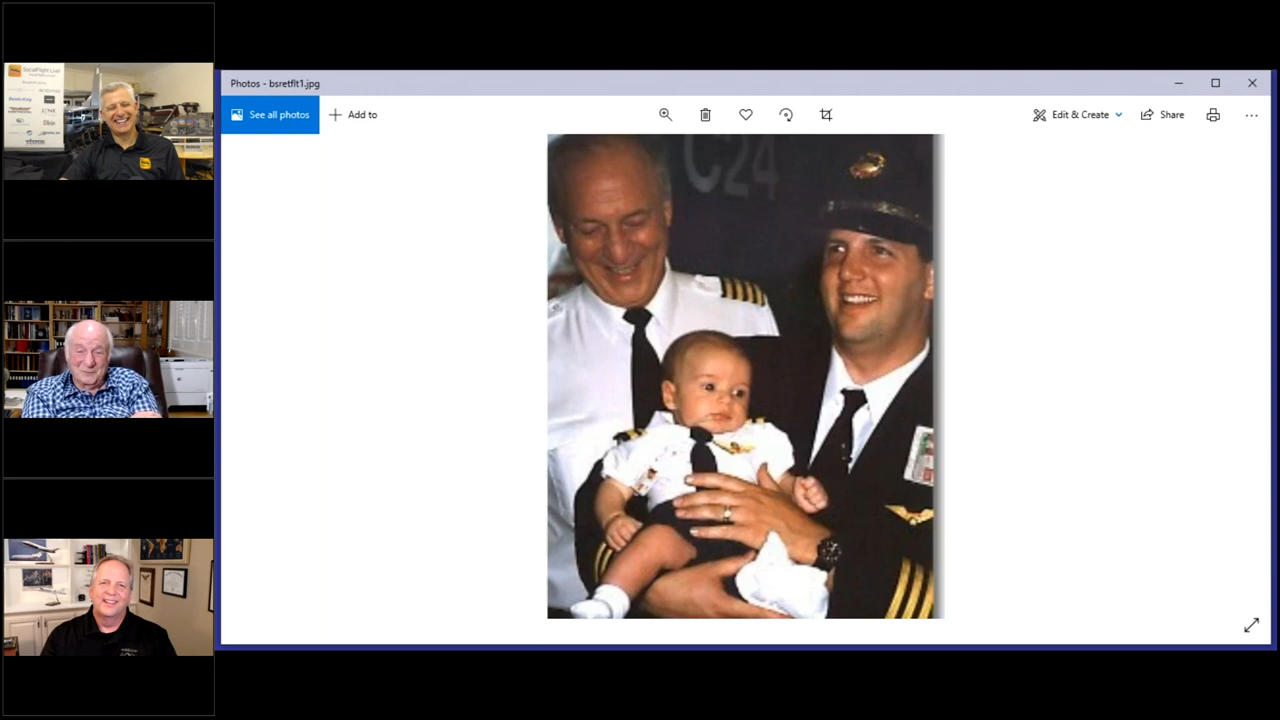 SocialFlight Live!
Photos - bsretflt1.jpg
See all photos
Add to
Edit & Create
Share
C24